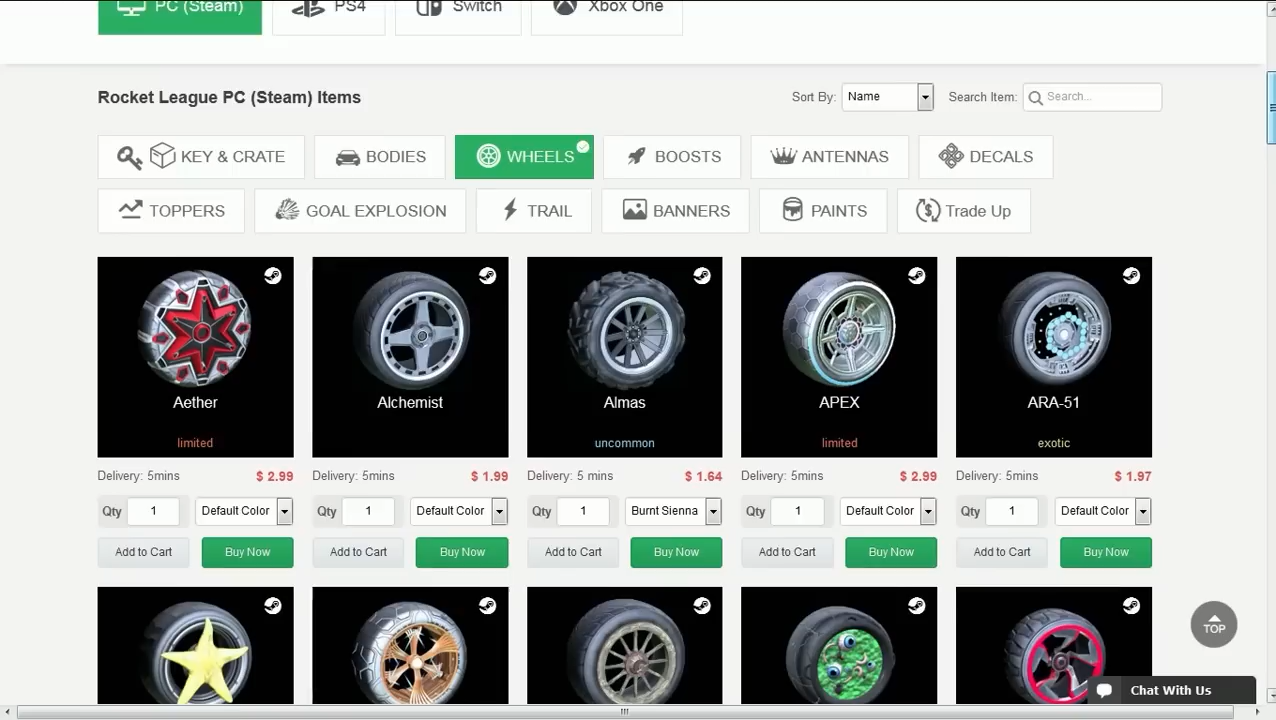 PC (Steam) PS4 Switch Xbox One
Rocket League PC (Steam) Items Sort By: Name Search Item: Search...
KEY & CRATE BODIES WHEELS BOOSTS ANTENNAS DECALS
TOPPERS GOAL EXPLOSION TRAIL BANNERS PAINTS Trade Up
Aether Alchemist Almas APEX ARA-51
limited uncommon limited exotic
Delivery: 5mins $ 2.99 Delivery: 5mins $ 1.99 Delivery: 5 mins $ 1.64 Delivery: 5mins $ 2.99 Delivery: 5mins $ 1.97
Qty 1 Default Color Qty 1 Default Color Qty 1 Burnt Sienna Qty 1 Default Color Qty 1 Default Color
Add to Cart Buy Now Add to Cart Buy Now Add to Cart Buy Now Add to Cart Buy Now Add to Cart Buy Now
TOP
Chat With Us